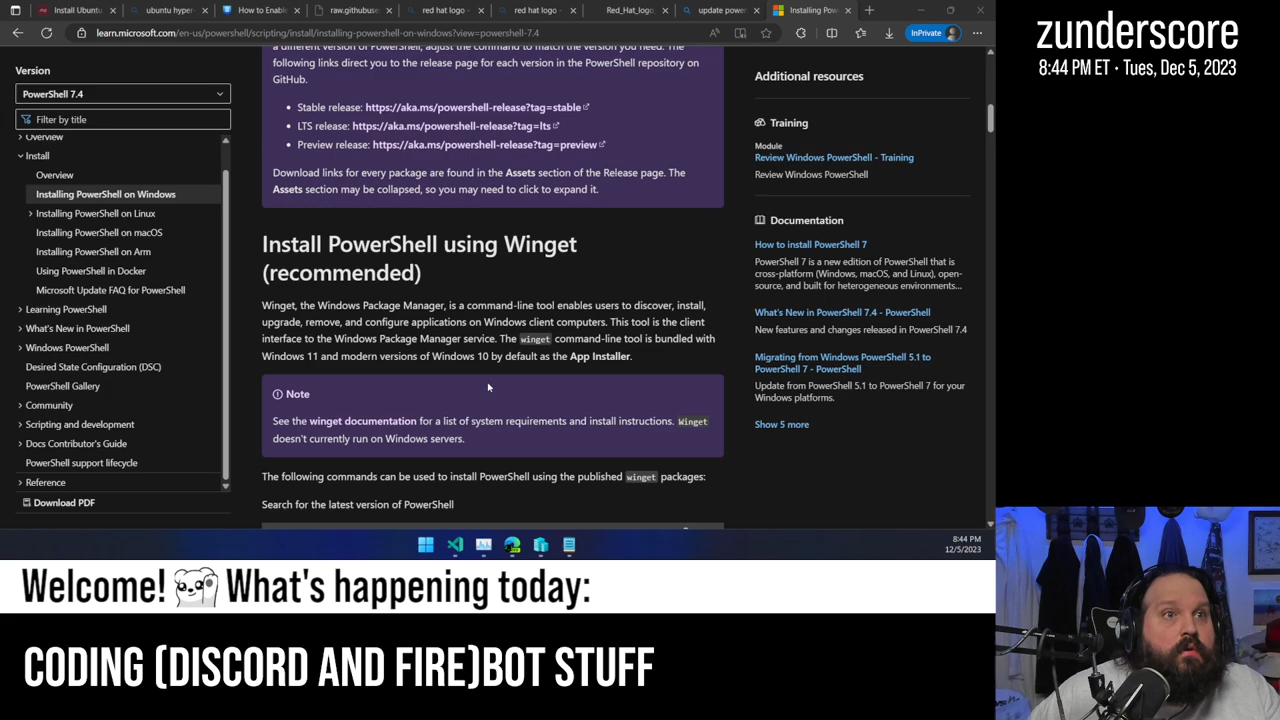 Install Ubuntu
ubuntu hyper-
How to Enable
raw.githubuse
red hat logo -
red hat logo -
Red_Hat_logo
update powe
Installing Pow
learn.microsoft.com/en-us/powershell/scripting/install/installing-powershell-on-windows?view=powershell-7.4
InPrivate
zunderscore
8:44 PM ET · Tues, Dec 5, 2023
Version
PowerShell 7.4
Filter by title
Overview
Install
Overview
Installing PowerShell on Windows
Installing PowerShell on Linux
Installing PowerShell on macOS
Installing PowerShell on Arm
Using PowerShell in Docker
Microsoft Update FAQ for PowerShell
Learning PowerShell
What's New in PowerShell
Windows PowerShell
Desired State Configuration (DSC)
PowerShell Gallery
Community
Scripting and development
Docs Contributor's Guide
PowerShell support lifecycle
Reference
Download PDF
a different version of PowerShell, adjust the command to match the version you need. The
following links direct you to the release page for each version in the PowerShell repository on
GitHub.
• Stable release: https://aka.ms/powershell-release?tag=stable
• LTS release: https://aka.ms/powershell-release?tag=lts
• Preview release: https://aka.ms/powershell-release?tag=preview
Download links for every package are found in the Assets section of the Release page. The
Assets section may be collapsed, so you may need to click to expand it.
Install PowerShell using Winget
(recommended)
Winget, the Windows Package Manager, is a command-line tool enables users to discover, install,
upgrade, remove, and configure applications on Windows client computers. This tool is the client
interface to the Windows Package Manager service. The winget command-line tool is bundled with
Windows 11 and modern versions of Windows 10 by default as the App Installer.
Note
See the winget documentation for a list of system requirements and install instructions. Winget
doesn't currently run on Windows servers.
The following commands can be used to install PowerShell using the published winget packages:
Search for the latest version of PowerShell
Additional resources
Training
Module
Review Windows PowerShell - Training
Review Windows PowerShell
Documentation
How to install PowerShell 7
PowerShell 7 is a new edition of PowerShell that is
cross-platform (Windows, macOS, and Linux), open-
source, and built for heterogeneous environments...
What's New in PowerShell 7.4 - PowerShell
New features and changes released in PowerShell 7.4
Migrating from Windows PowerShell 5.1 to
PowerShell 7 - PowerShell
Update from PowerShell 5.1 to PowerShell 7 for your
Windows platforms.
Show 5 more
8:44 PM
12/5/2023
Welcome! What's happening today:
CODING (DISCORD AND FIRE)BOT STUFF